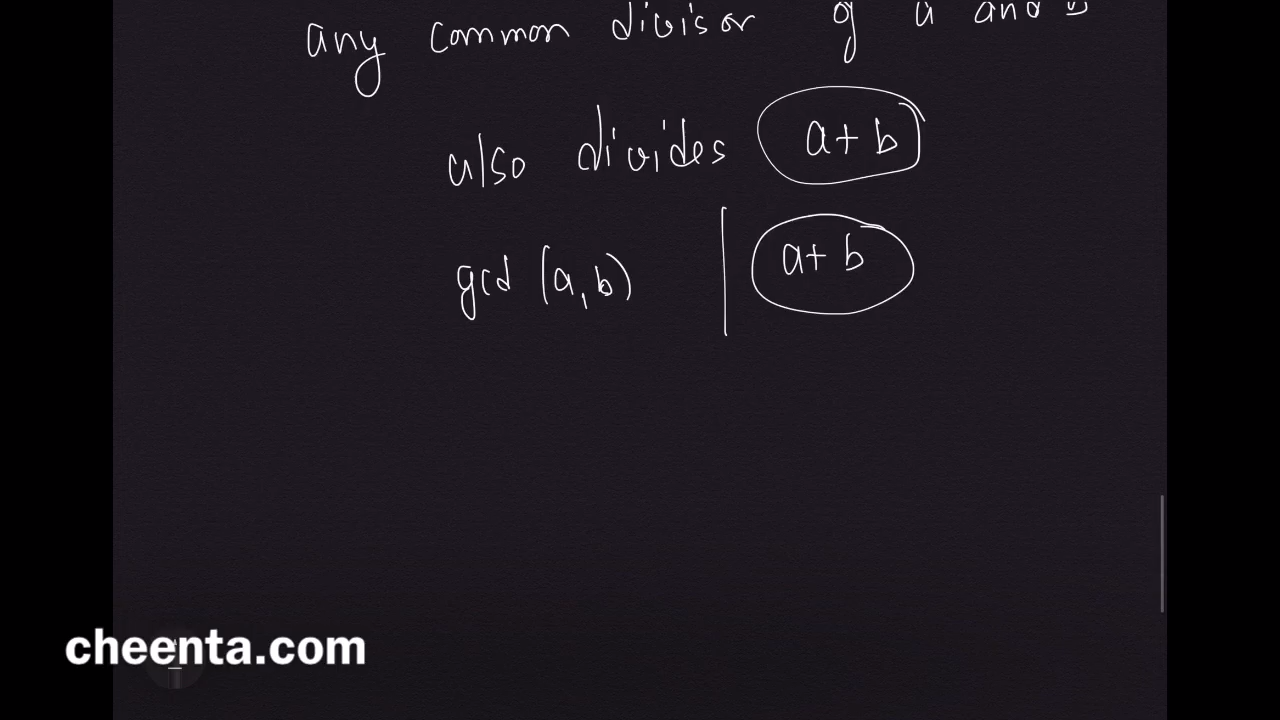 any common divisor of a and b
also divides a+b
gcd (a,b) | a+b
cheenta.com